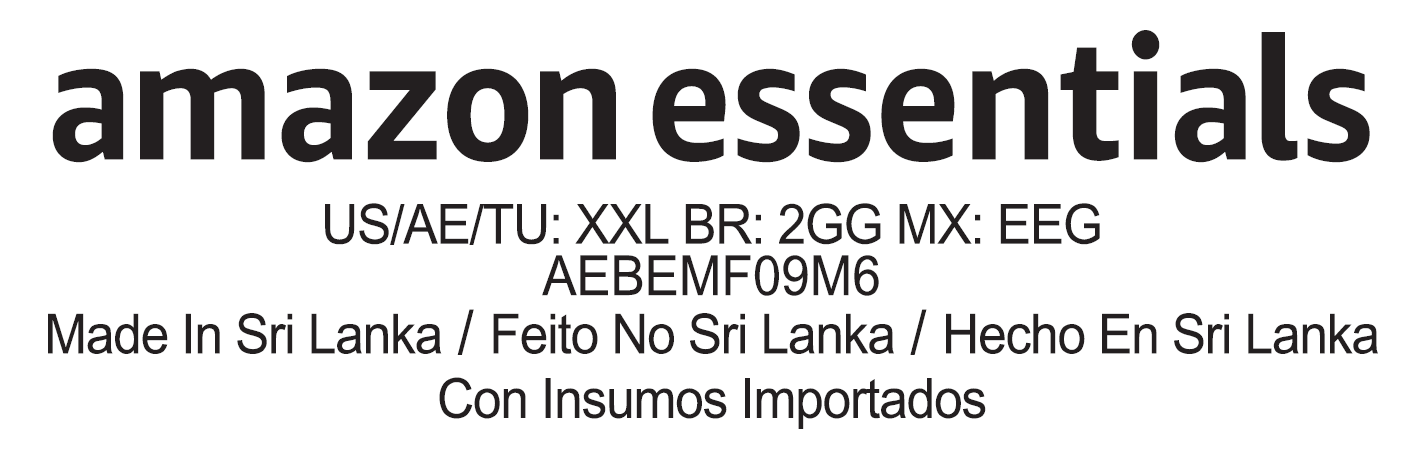 amazon essentials
US/AE/TU: XXL BR: 2GG MX: EEG
AEBEMF09M6
Made In Sri Lanka / Feito No Sri Lanka / Hecho En Sri Lanka
Con Insumos Importados